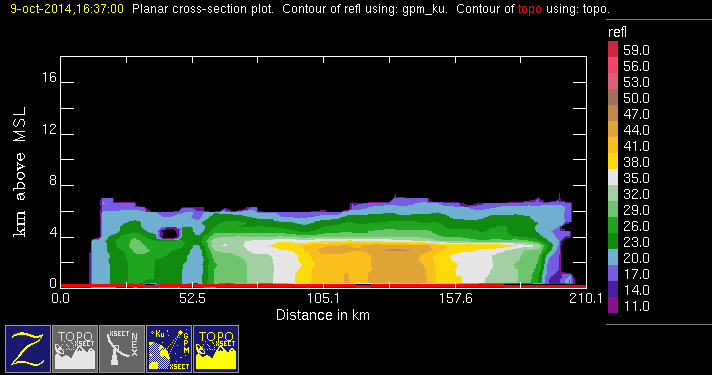 9-oct-2014,16:37:00 Planar cross-section plot. Contour of refl using: gpm_ku. Contour of topo using: topo.
refl
59.0
56.0
53.0
50.0
47.0
44.0
41.0
38.0
35.0
32.0
29.0
26.0
23.0
20.0
17.0
14.0
11.0
km above MSL
16
12
8
4
0
0.0 52.5 105.1 157.6 210.1
Distance in km
Z
TOPO XSECT
XSECT
Ku GPM XSECT
TOPO XSECT